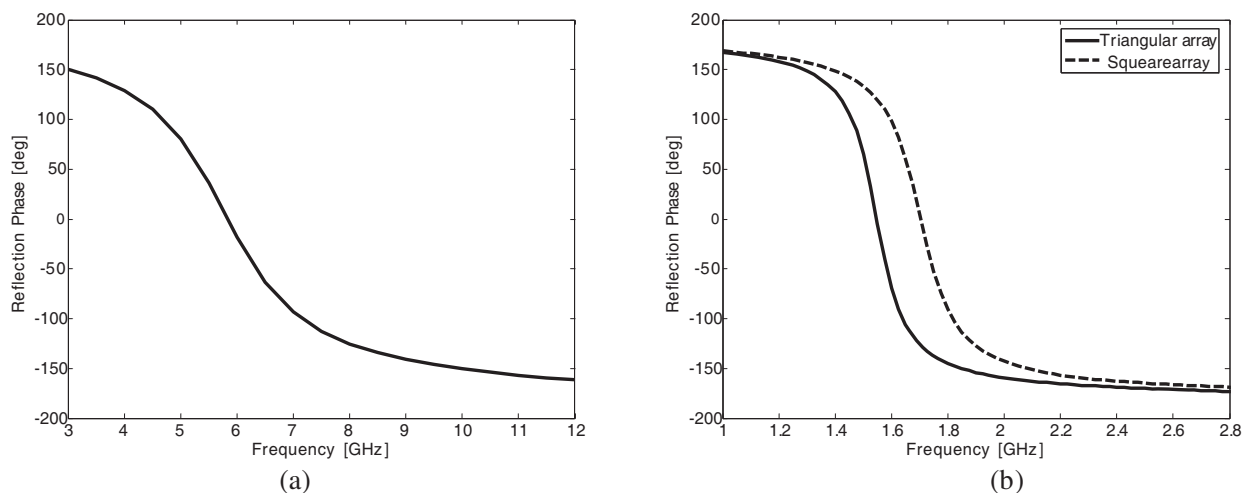 200
150
100
50
0
-50
-100
-150
-200
3 4 5 6 7 8 9 10 11 12
Reflection Phase [deg]
Frequency [GHz]
(a)
200
150
100
50
0
-50
-100
-150
-200
1 1.2 1.4 1.6 1.8 2 2.2 2.4 2.6 2.8
Reflection Phase [deg]
Frequency [GHz]
Triangular array
Squearearray
(b)